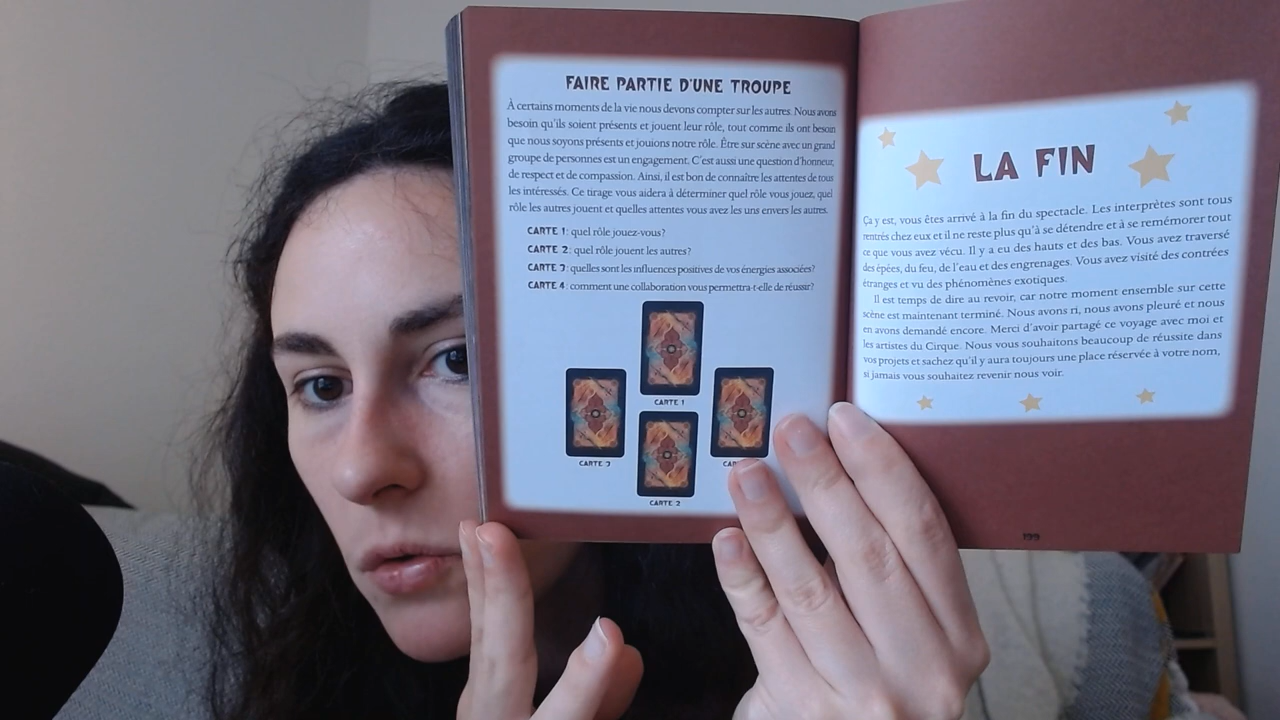 FAIRE PARTIE D'UNE TROUPE
À certains moments de la vie nous devons compter sur les autres. Nous avons
besoin qu'ils soient présents et jouent leur rôle, tout comme ils ont besoin
que nous soyons présents et jouions notre rôle. Être sur scène avec un grand
groupe de personnes est un engagement. C'est aussi une question d'honneur,
de respect et de compassion. Ainsi, il est bon de connaître les attentes de tous
les intéressés. Ce tirage vous aidera à déterminer quel rôle vous jouez, quel
rôle les autres jouent et quelles attentes vous avez les uns envers les autres.
CARTE 1 : quel rôle jouez-vous?
CARTE 2 : quel rôle jouent les autres?
CARTE 3 : quelles sont les influences positives de vos énergies associées?
CARTE 4 : comment une collaboration vous permettra-t-elle de réussir?
CARTE 1
CARTE 3
CARTE 2
LA FIN
Ça y est, vous êtes arrivé à la fin du spectacle. Les interprètes sont tous
rentrés chez eux et il ne reste plus qu'à se détendre et à se remémorer tout
ce que vous avez vécu. Il y a eu des hauts et des bas. Vous avez traversé
des épées, du feu, de l'eau et des engrenages. Vous avez visité des contrées
étranges et vu des phénomènes exotiques.
Il est temps de dire au revoir, car notre moment ensemble sur cette
scène est maintenant terminé. Nous avons ri, nous avons pleuré et nous
en avons demandé encore. Merci d'avoir partagé ce voyage avec moi et
les artistes du Cirque. Nous vous souhaitons beaucoup de réussite dans
vos projets et sachez qu'il y aura toujours une place réservée à votre nom,
si jamais vous souhaitez revenir nous voir.
199